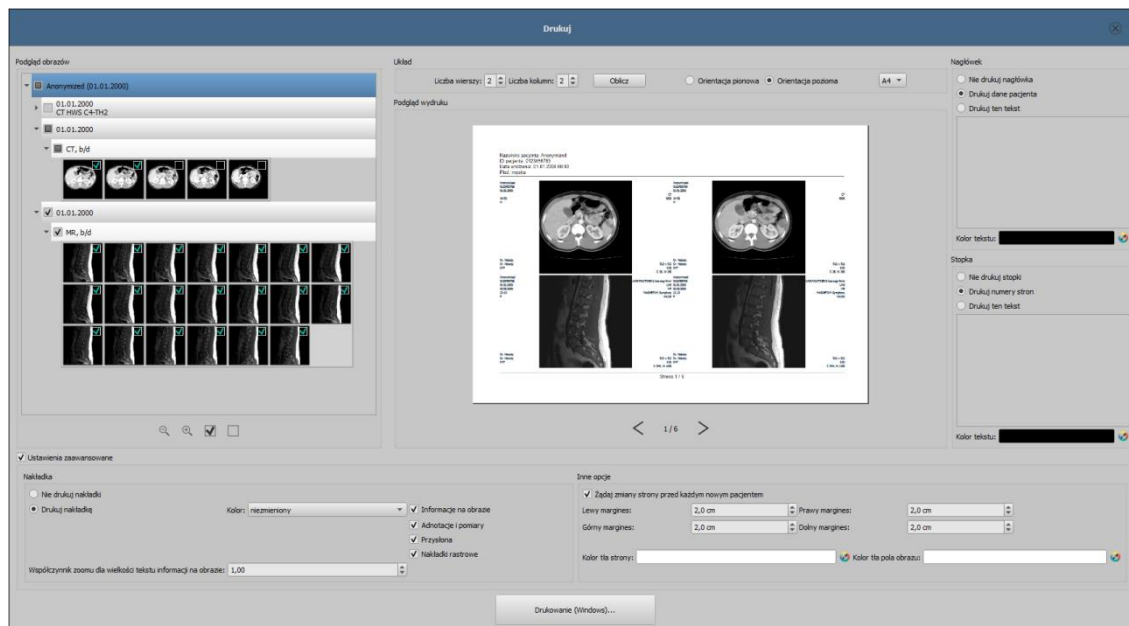 Drukuj
Podgląd obrazów
Anonymized (01.01.2000)
01.01.2000
CT HWS C4-TH2
01.01.2000
CT, b/d
01.01.2000
MR, b/d
Układ
Liczba wierszy: 2 Liczba kolumn: 2 Oblicz Orientacja pionowa Orientacja pozioma A4
Podgląd wydruku
Nazwisko pacjenta: Anonymized
Strona 1 / 6
1 / 6
Nagłówek
Nie drukuj nagłówka
Drukuj dane pacjenta
Drukuj ten tekst
Kolor tekstu:
Stopka
Nie drukuj stopki
Drukuj numery stron
Drukuj ten tekst
Kolor tekstu:
Ustawienia zaawansowane
Nakładka
Nie drukuj nakładki
Drukuj nakładkę Kolor: niezmieniony Informacje na obrazie
Adnotacje i pomiary
Przysłona
Nakładki rastrowe
Współczynnik zoomu dla wielkości tekstu informacji na obrazie: 1,00
Inne opcje
Żądaj zmiany strony przed każdym nowym pacjentem
Lewy margines: 2,0 cm Prawy margines: 2,0 cm
Górny margines: 2,0 cm Dolny margines: 2,0 cm
Kolor tła strony: Kolor tła pola obrazu:
Drukowanie (Windows)...